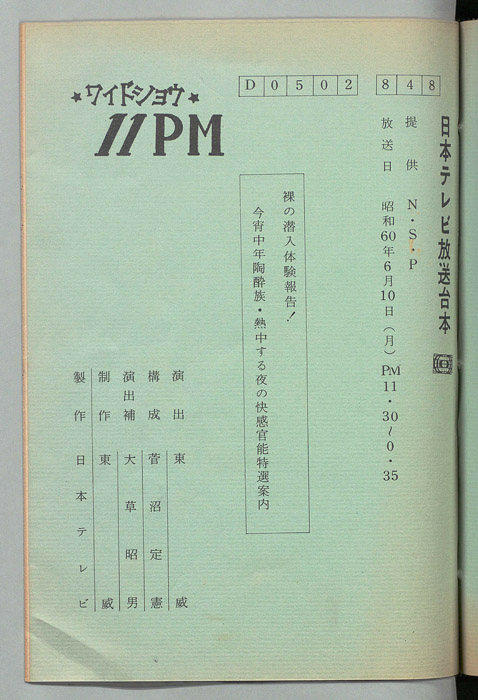 日本テレビ放送台本
D0502 848
提供 N・S・P
放送日 昭和60年6月10日(月)PM11・30〜0・35
★ワイドショウ★
11PM
裸の潜入体験報告!
今宵中年陶酔族・熱中する夜の快感官能特選案内
演出 東威
構成 菅沼定憲
演出補 大草昭男
制作 東威
製作 日本テレビ